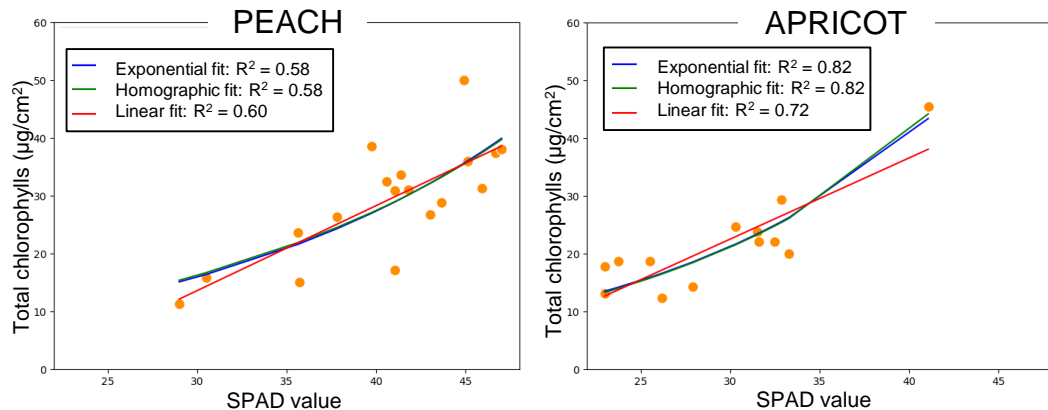 PEACH
60
50
40
30
20
10
0
Total chlorophylls (µg/cm²)
Exponential fit: R² = 0.58
Homographic fit: R² = 0.58
Linear fit: R² = 0.60
25 30 35 40 45
SPAD value
APRICOT
60
50
40
30
20
10
0
Total chlorophylls (µg/cm²)
Exponential fit: R² = 0.82
Homographic fit: R² = 0.82
Linear fit: R² = 0.72
25 30 35 40 45
SPAD value